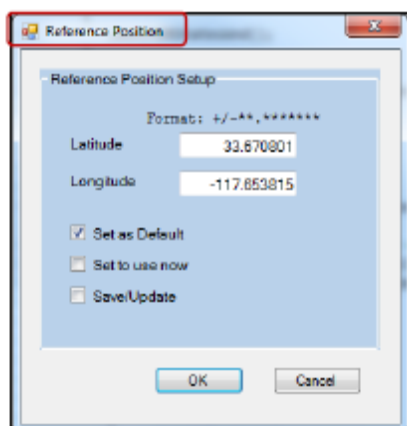 Reference Position
Reference Position Setup
Format: +/-**.*******
Latitude
33.670801
Longitude
-117.653815
Set as Default
Set to use now
Save/Update
OK
Cancel